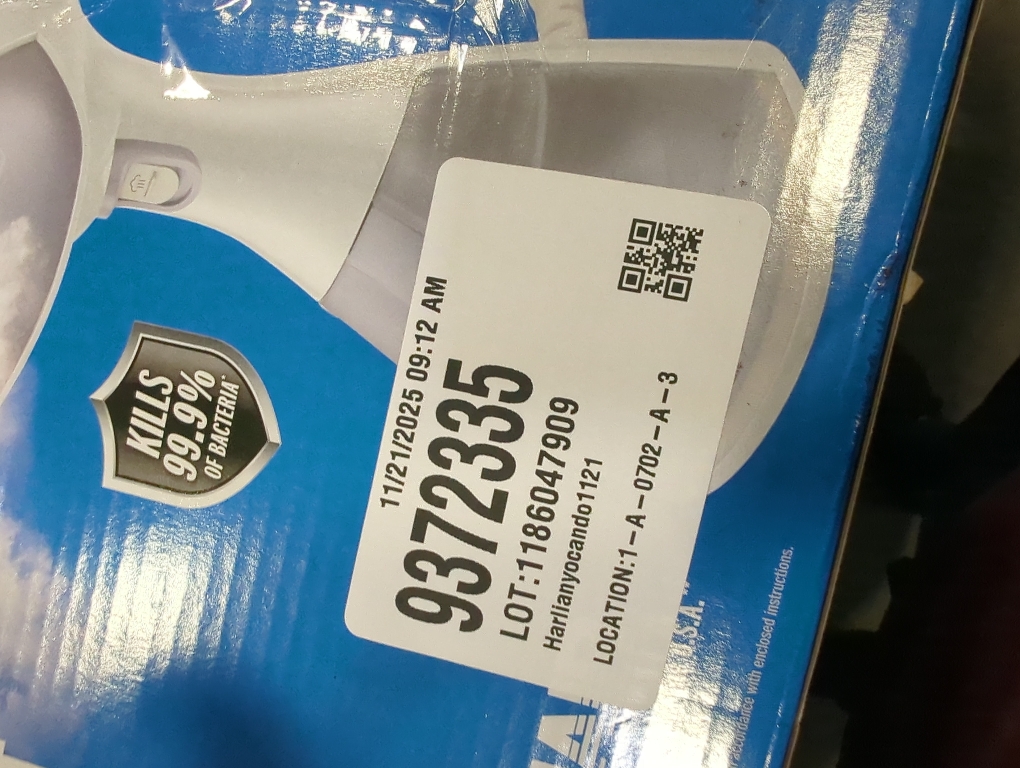 KILLS
99.9%
OF BACTERIA*
11/21/2025 09:12 AM
9372335
LOT:1186047909
Harlianyocando1121
LOCATION:1-A-0702-A-3
U.S.A.**
with enclosed instructions.